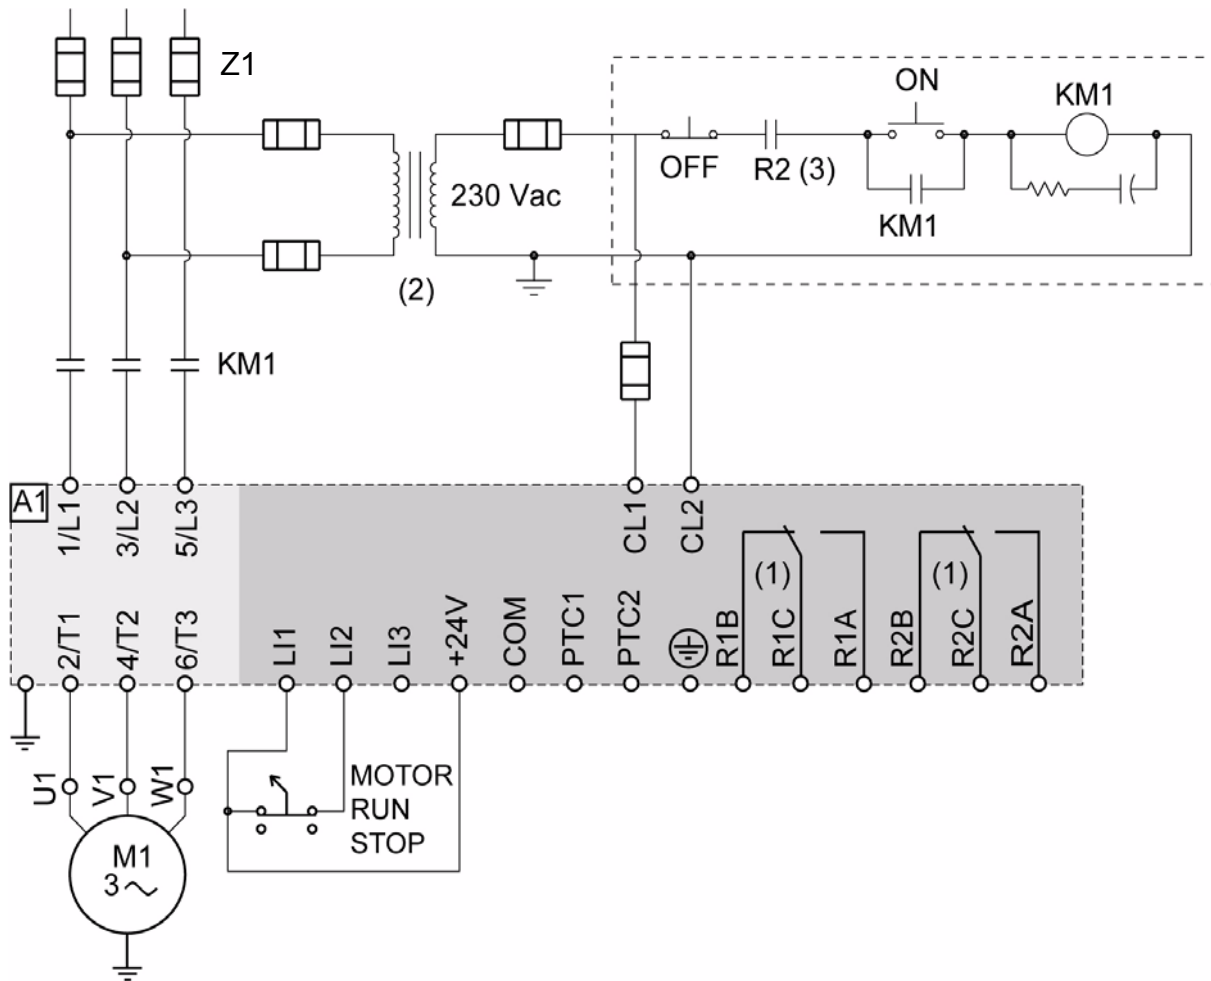 Z1
ON
KM1
OFF
R2 (3)
KM1
230 Vac
(2)
KM1
A1
1/L1
3/L2
5/L3
CL1
CL2
(1)
(1)
2/T1
4/T2
6/T3
LI1
LI2
LI3
+24V
COM
PTC1
PTC2
R1B
R1C
R1A
R2B
R2C
R2A
U1
V1
W1
MOTOR
RUN
STOP
M1
3～